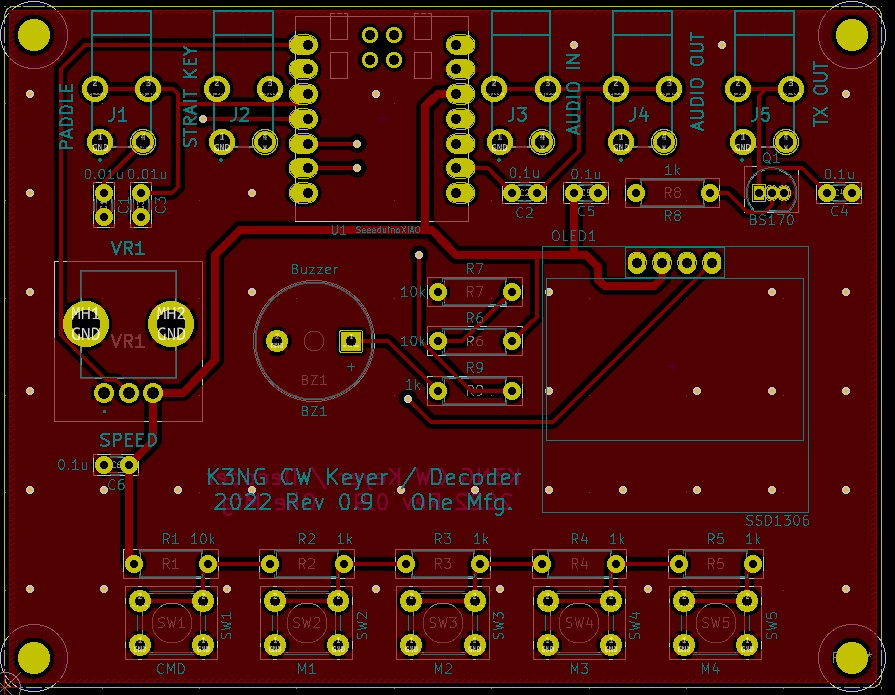 PADDLE
J1
STRAIT KEY
J2
J3
AUDIO IN
J4
AUDIO OUT
J5
TX OUT
0.01u
0.01u
C1
C3
0.1u
C2
0.1u
C5
1k
R8
R8
Q1
BS170
0.1u
C4
U1 SeeeduinoXIAO
OLED1
VR1
MH1
GND
MH2
GND
VR1
Buzzer
BZ1
+
BZ1
R7
10k
R7
R6
10k
R6
R9
1k
R9
SPEED
0.1u
C6
K3NG CW Keyer / Decoder
2022 Rev 0.9 Ohe Mfg.
SSD1306
R1 10k
R2 1k
R3 1k
R4 1k
R5 1k
R1
R2
R3
R4
R5
SW1
SW1
SW2
SW2
SW3
SW3
SW4
SW4
SW5
SW5
CMD
M1
M2
M3
M4